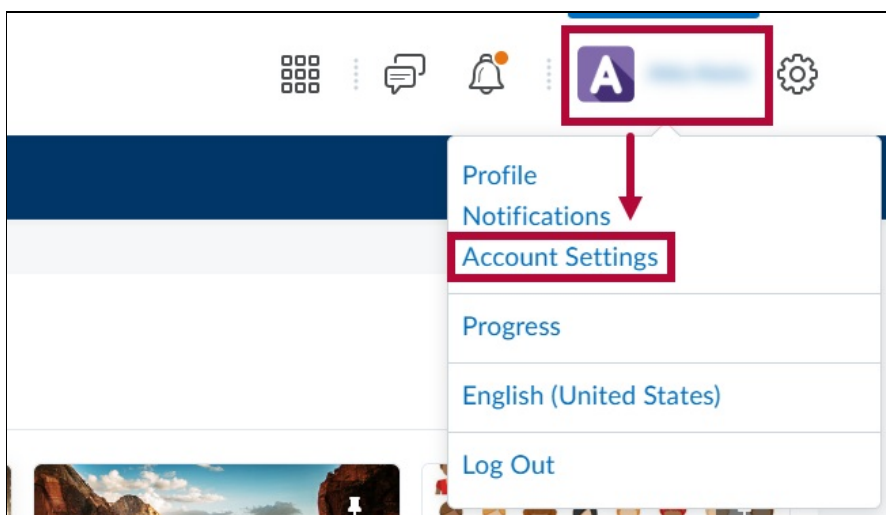 A
Profile
Notifications
Account Settings
Progress
English (United States)
Log Out